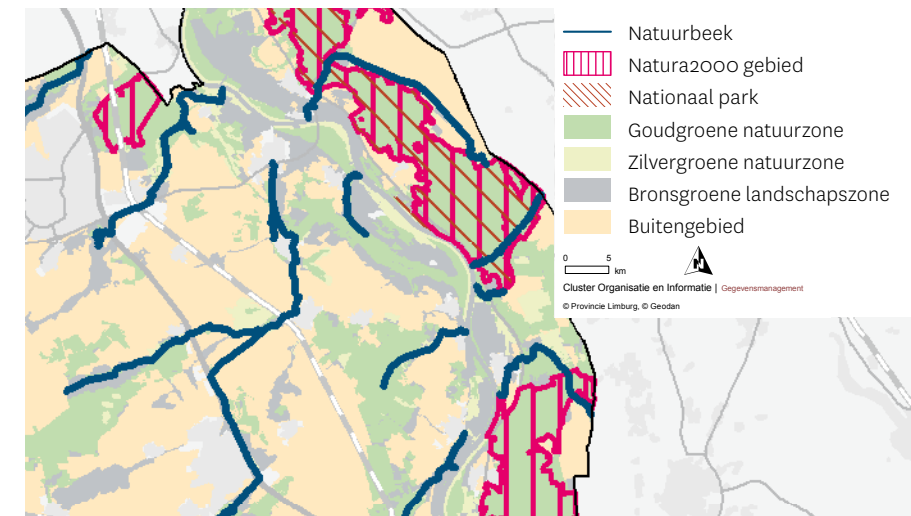 Natuurbeek
Natura2000 gebied
Nationaal park
Goudgroene natuurzone
Zilvergroene natuurzone
Bronsgroene landschapszone
Buitengebied
0 5
km
N
Cluster Organisatie en Informatie | Gegevensmanagement
© Provincie Limburg, © Geodan